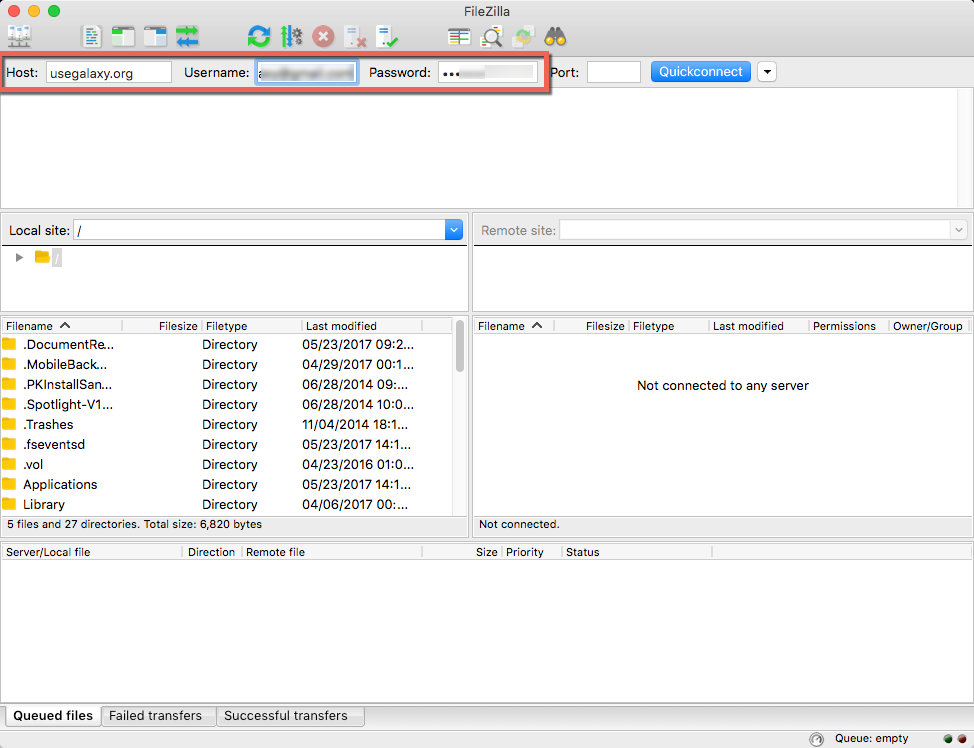 FileZilla
Host: usegalaxy.org Username: Password: Port: Quickconnect
Local site: / Remote site:
/
Filename Filesize Filetype Last modified Filename Filesize Filetype Last modified Permissions Owner/Group
.DocumentRe... Directory 05/23/2017 09:2...
.MobileBack... Directory 04/29/2017 00:1...
.PKInstallSan... Directory 06/28/2014 09:...
Not connected to any server
.Spotlight-V1... Directory 06/28/2014 10:0...
.Trashes Directory 11/04/2014 18:1...
.fseventsd Directory 05/23/2017 14:1...
.vol Directory 04/23/2016 01:0...
Applications Directory 05/23/2017 14:1...
Library Directory 04/06/2017 00:...
5 files and 27 directories. Total size: 6,820 bytes Not connected.
Server/Local file Direction Remote file Size Priority Status
Queued files Failed transfers Successful transfers
Queue: empty